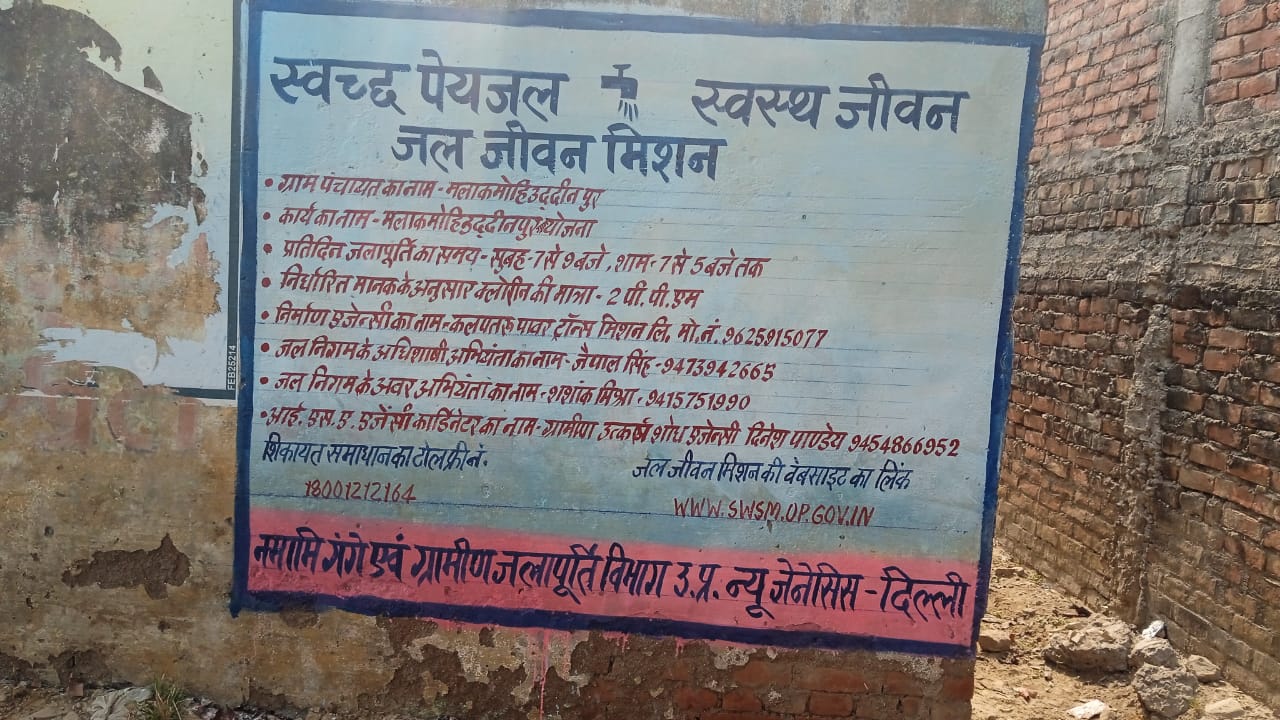 स्वच्छ पेयजल स्वस्थ जीवन
जल जीवन मिशन
• ग्राम पंचायत का नाम - मलाकमोहिउद्दीनपुर
• कार्य का नाम - मलाकमोहिउद्दीनपुर योजना
• प्रतिदिन जलापूर्ति का समय - सुबह - 7 से 9 बजे, शाम - 7 से 5 बजे तक
• निर्धारित मानक के अनुसार क्लोरीन की मात्रा - 2 पी.पी.एम
• निर्माण एजेन्सी का नाम - कलपतरू पावर ट्रॉन्स मिशन लि. मो.नं. 9625915077
• जल निगम के अधिशाषी अभियंता का नाम - जैपाल सिंह - 9473942665
• जल निगम के अवर अभियंता का नाम - शशांक मिश्रा - 9415751990
• आई. एस. ए. एजेंसी कार्डिनेटर का नाम - ग्रामीण उत्कर्ष शोध एजेन्सी दिनेश पाण्डेय 9454866952
शिकायत समाधान का टोल फ्री नं.
18001212164
जल जीवन मिशन की वेबसाइट का लिंक
WWW.SWSM.UP.GOV.IN
नमामि गंगे एवं ग्रामीण जलापूर्ति विभाग उ.प्र. न्यू जेनेसिस - दिल्ली
FEB25214